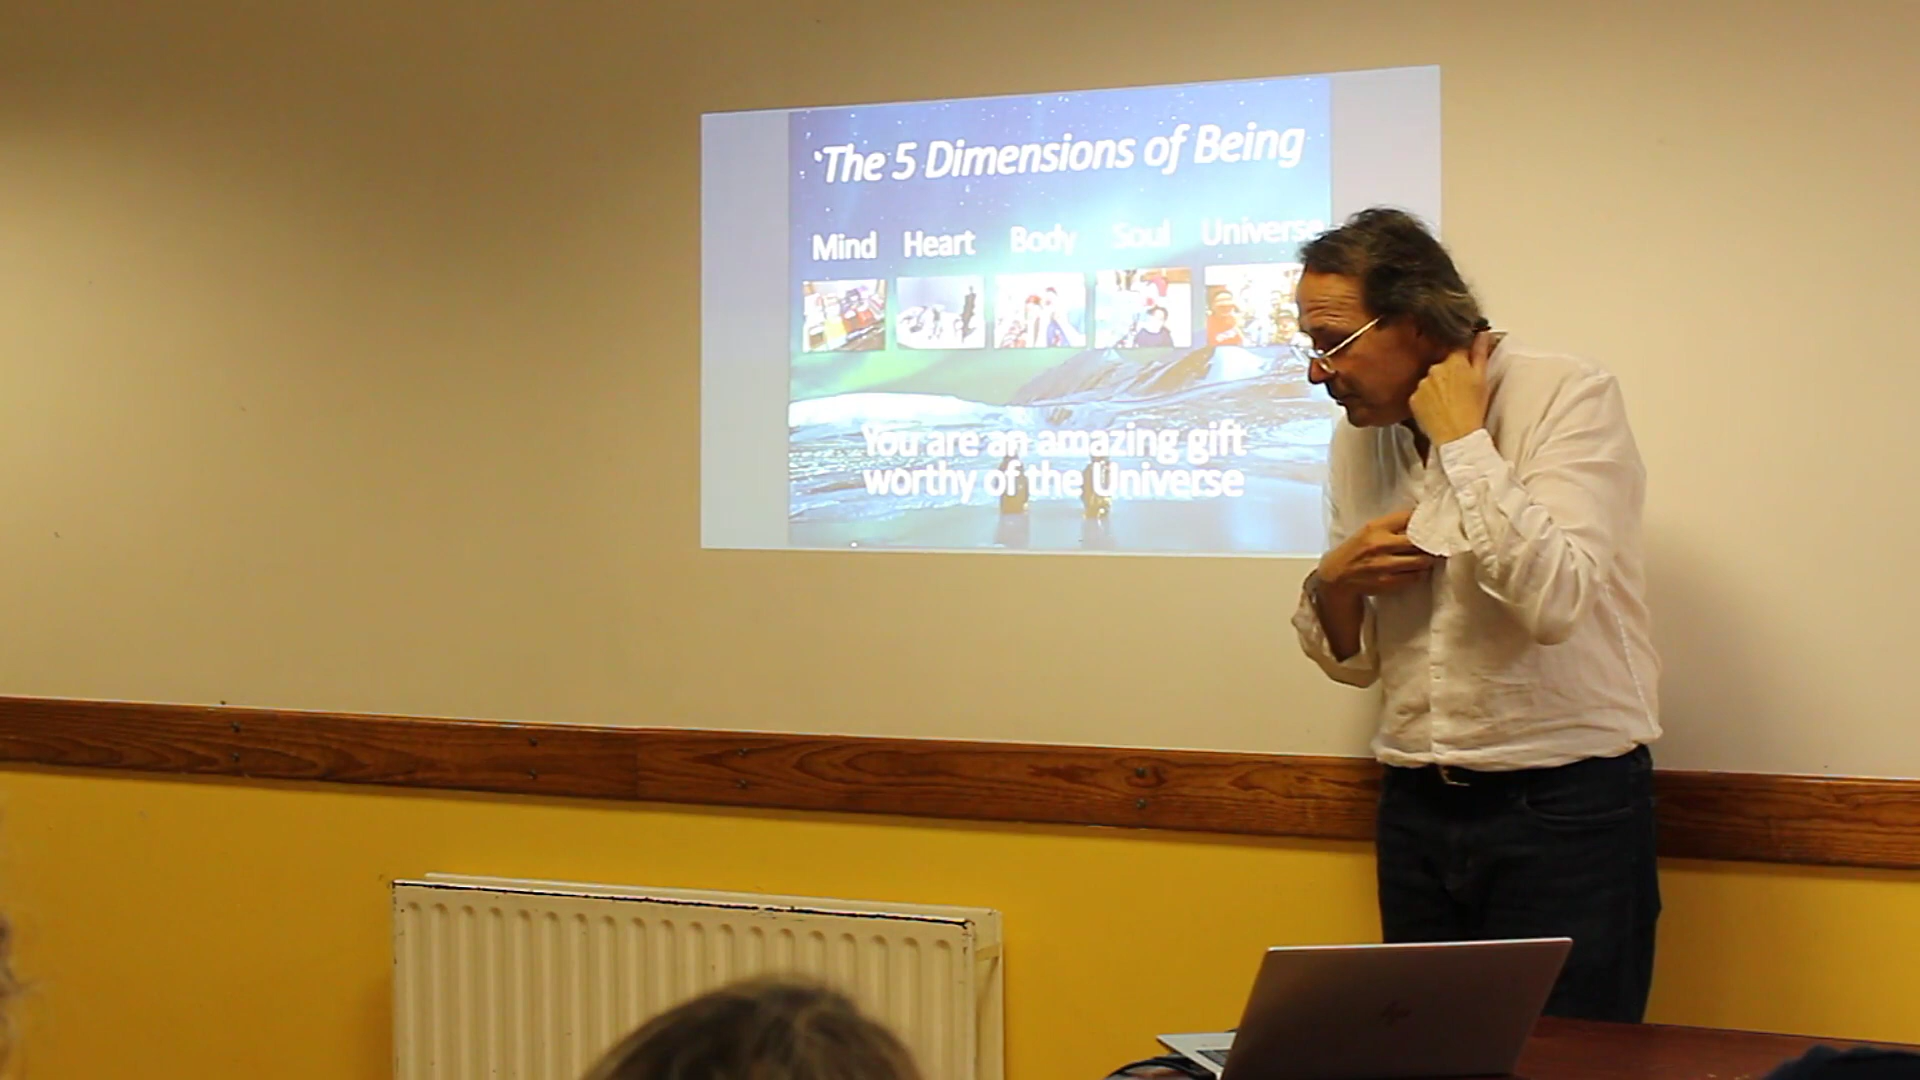 'The 5 Dimensions of Being
Mind Heart Body Soul Universe
You are an amazing gift
worthy of the Universe
hp